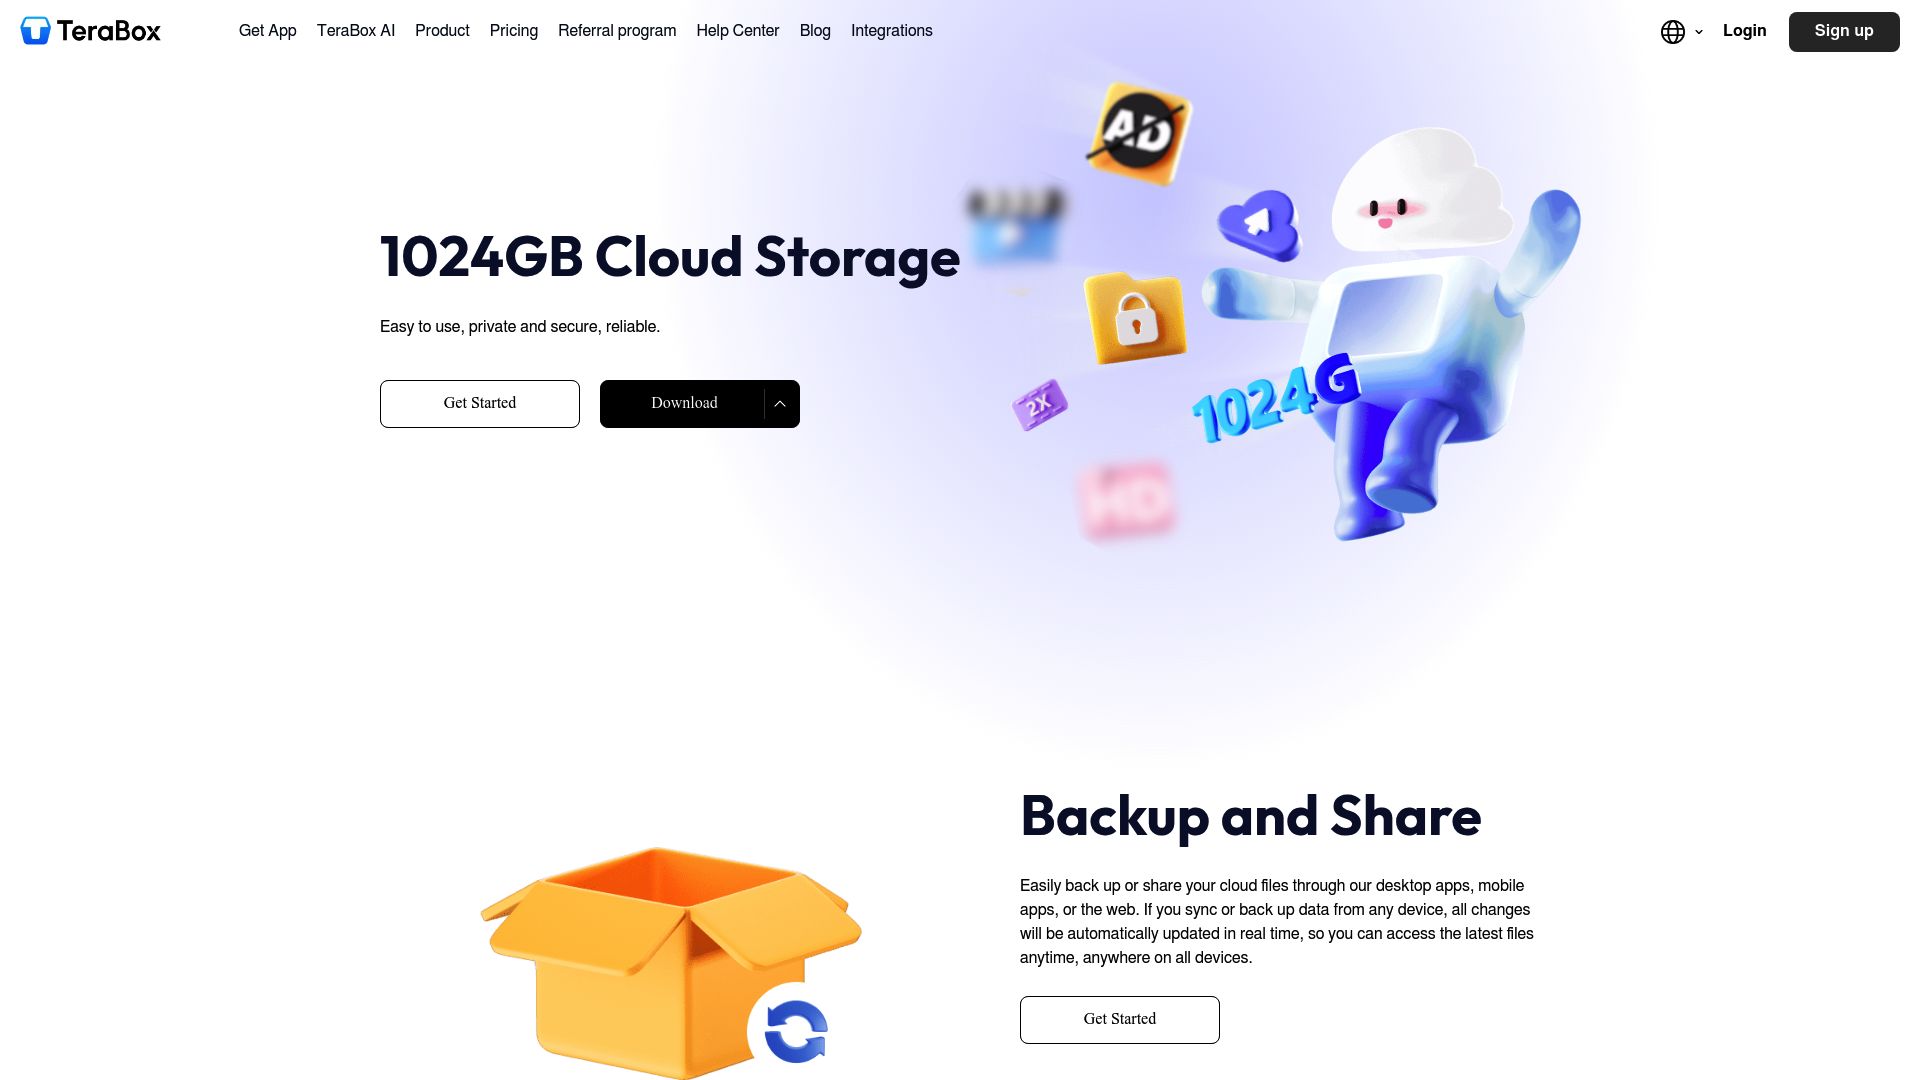 TeraBox
Get App
TeraBox AI
Product
Pricing
Referral program
Help Center
Blog
Integrations
Login
Sign up
AD
1024GB Cloud Storage
Easy to use, private and secure, reliable.
Get Started
Download
2X
1024G
HD
Backup and Share
Easily back up or share your cloud files through our desktop apps, mobile
apps, or the web. If you sync or back up data from any device, all changes
will be automatically updated in real time, so you can access the latest files
anytime, anywhere on all devices.
Get Started